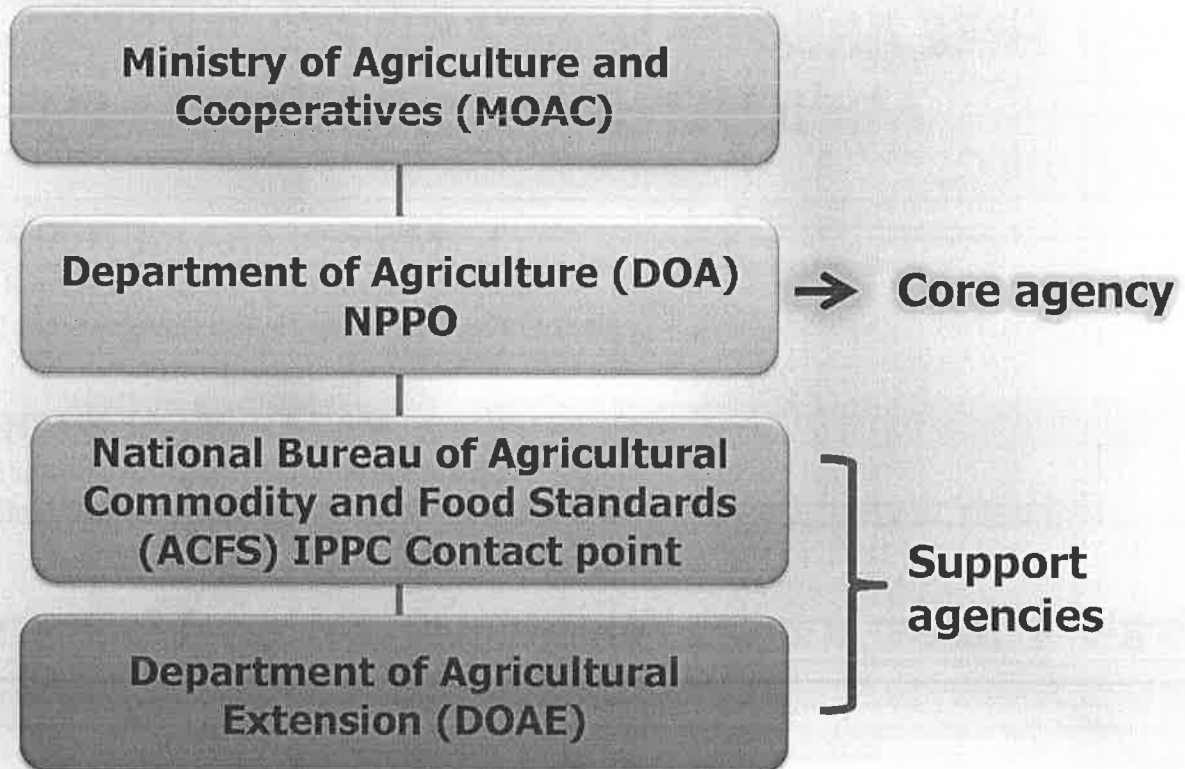 Ministry of Agriculture and
Cooperatives (MOAC)
Department of Agriculture (DOA)
NPPO
Core agency
National Bureau of Agricultural
Commodity and Food Standards
(ACFS) IPPC Contact point
Department of Agricultural
Extension (DOAE)
Support
agencies